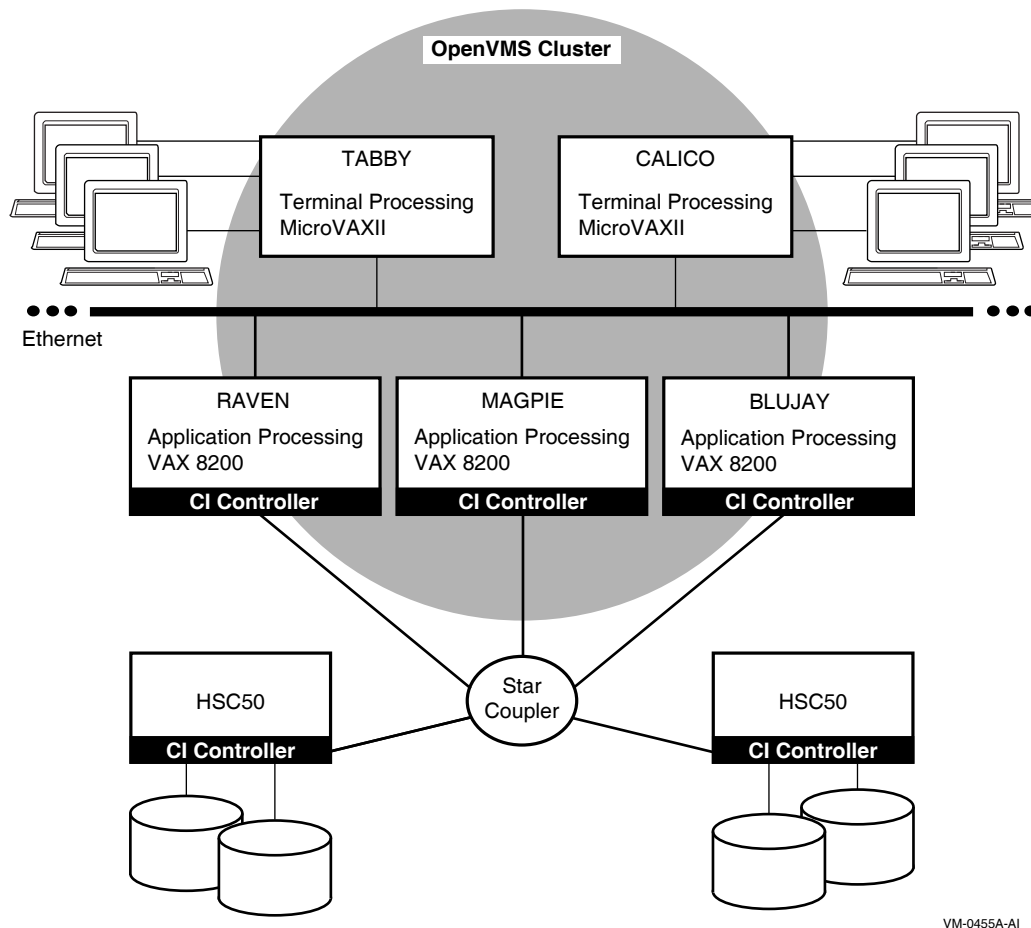 OpenVMS Cluster
TABBY
Terminal Processing
MicroVAXII
CALICO
Terminal Processing
MicroVAXII
Ethernet
RAVEN
Application Processing
VAX 8200
CI Controller
MAGPIE
Application Processing
VAX 8200
CI Controller
BLUJAY
Application Processing
VAX 8200
CI Controller
HSC50
CI Controller
Star
Coupler
HSC50
CI Controller
VM-0455A-AI